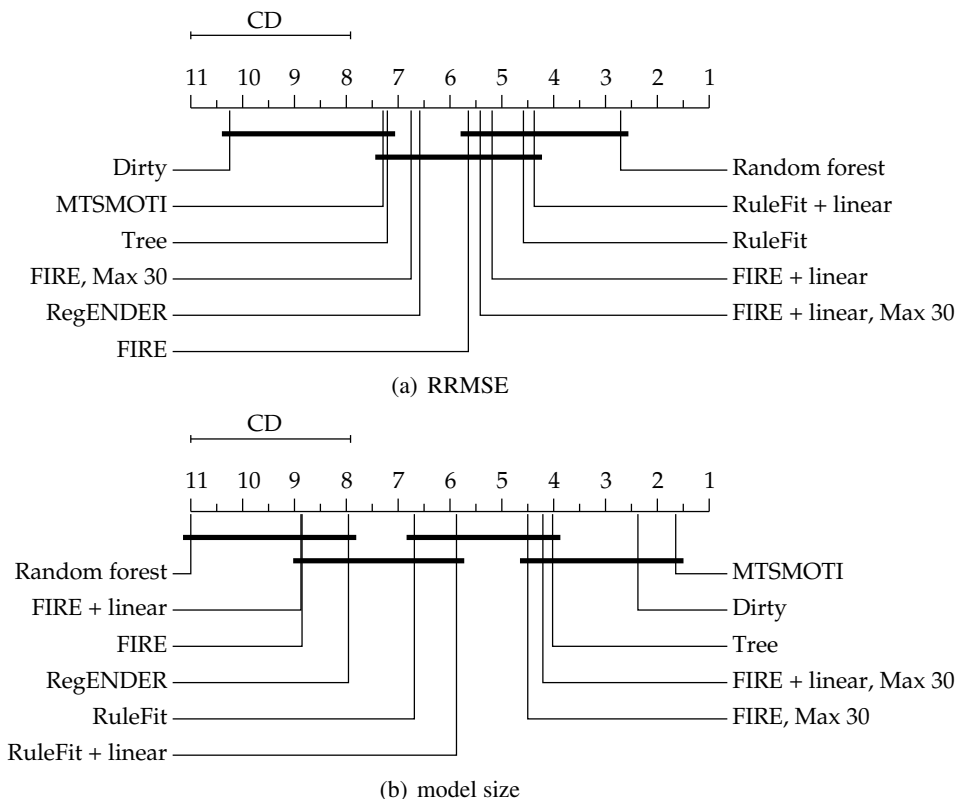 CD
11 10 9 8 7 6 5 4 3 2 1
Dirty
MTSMOTI
Tree
FIRE, Max 30
RegENDER
FIRE
Random forest
RuleFit + linear
RuleFit
FIRE + linear
FIRE + linear, Max 30
(a) RRMSE
CD
11 10 9 8 7 6 5 4 3 2 1
Random forest
FIRE + linear
FIRE
RegENDER
RuleFit
RuleFit + linear
MTSMOTI
Dirty
Tree
FIRE + linear, Max 30
FIRE, Max 30
(b) model size